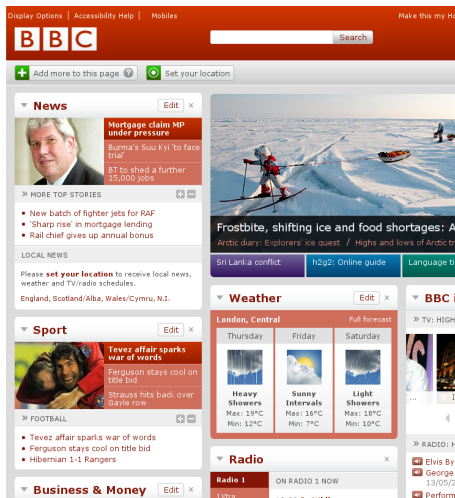 Display Options | Accessibility Help | Mobiles
Make this my Ho
BBC
Search
Add more to this page ?
Set your location
News
Edit x
Mortgage claim MP
under pressure
Burma's Suu Kyi 'to face
trial'
BT to shed a further
15,000 jobs
» MORE TOP STORIES
New batch of fighter jets for RAF
'Sharp rise' in mortgage lending
Rail chief gives up annual bonus
LOCAL NEWS
Please set your location to receive local news,
weather and TV/radio schedules.
England, Scotland/Alba, Wales/Cymru, N.I.
Sport
Edit x
Tevez affair sparks
war of words
Ferguson stays cool on
title bid
Strauss hits back over
Gayle row
» FOOTBALL
Tevez affair sparks war of words
Ferguson stays cool on title bid
Hibernian 1-1 Rangers
Business & Money
Edit x
Frostbite, shifting ice and food shortages: A
Arctic diary: Explorers' ice quest / Highs and lows of Arctic tr
Sri Lanka conflict
h2g2: Online guide
Language ti
Weather
Edit x
London, Central
Full forecast
Thursday Friday Saturday
Heavy Sunny Light
Showers Intervals Showers
Max: 19°C Max: 16°C Max: 18°C
Min: 12°C Min: 7°C Min: 10°C
Radio
x
Radio 1
ON RADIO 1 NOW
1Xtra
BBC i
» TV: HIGH
...
» RADIO: H
Elvis By
George
13/05/2
Perform